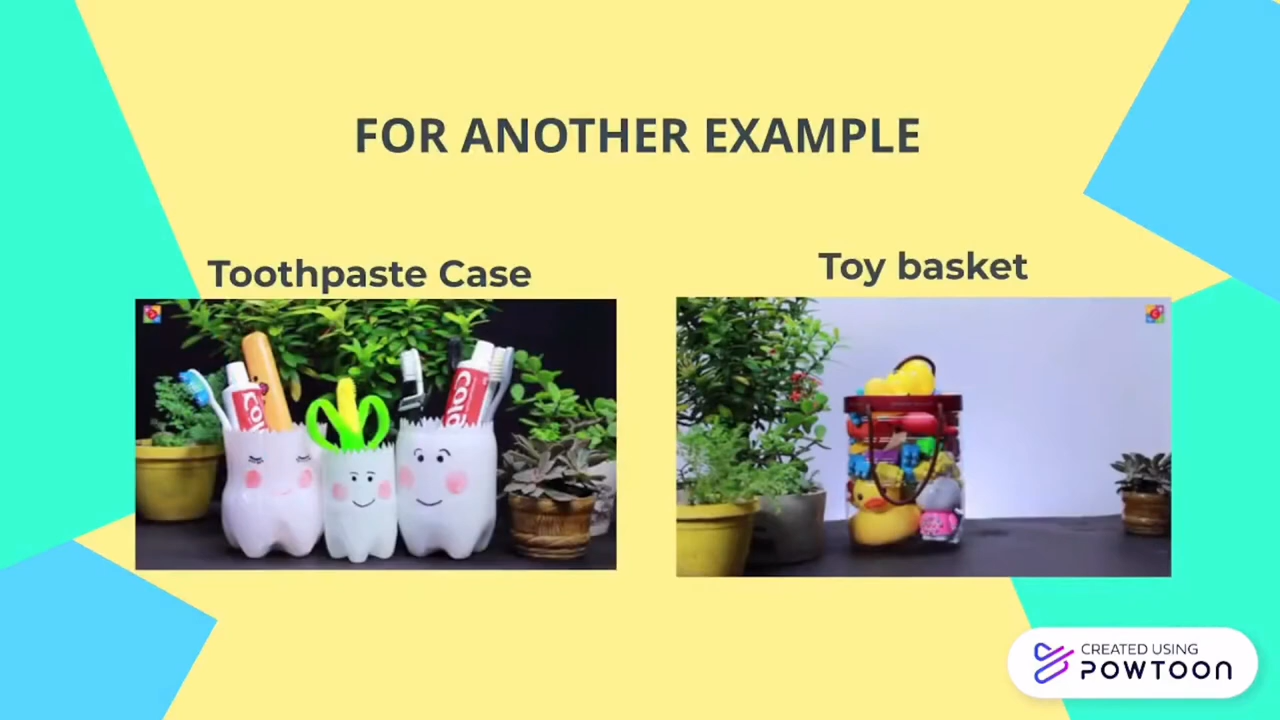 FOR ANOTHER EXAMPLE
Toothpaste Case
Toy basket
CREATED USING
POWTOON